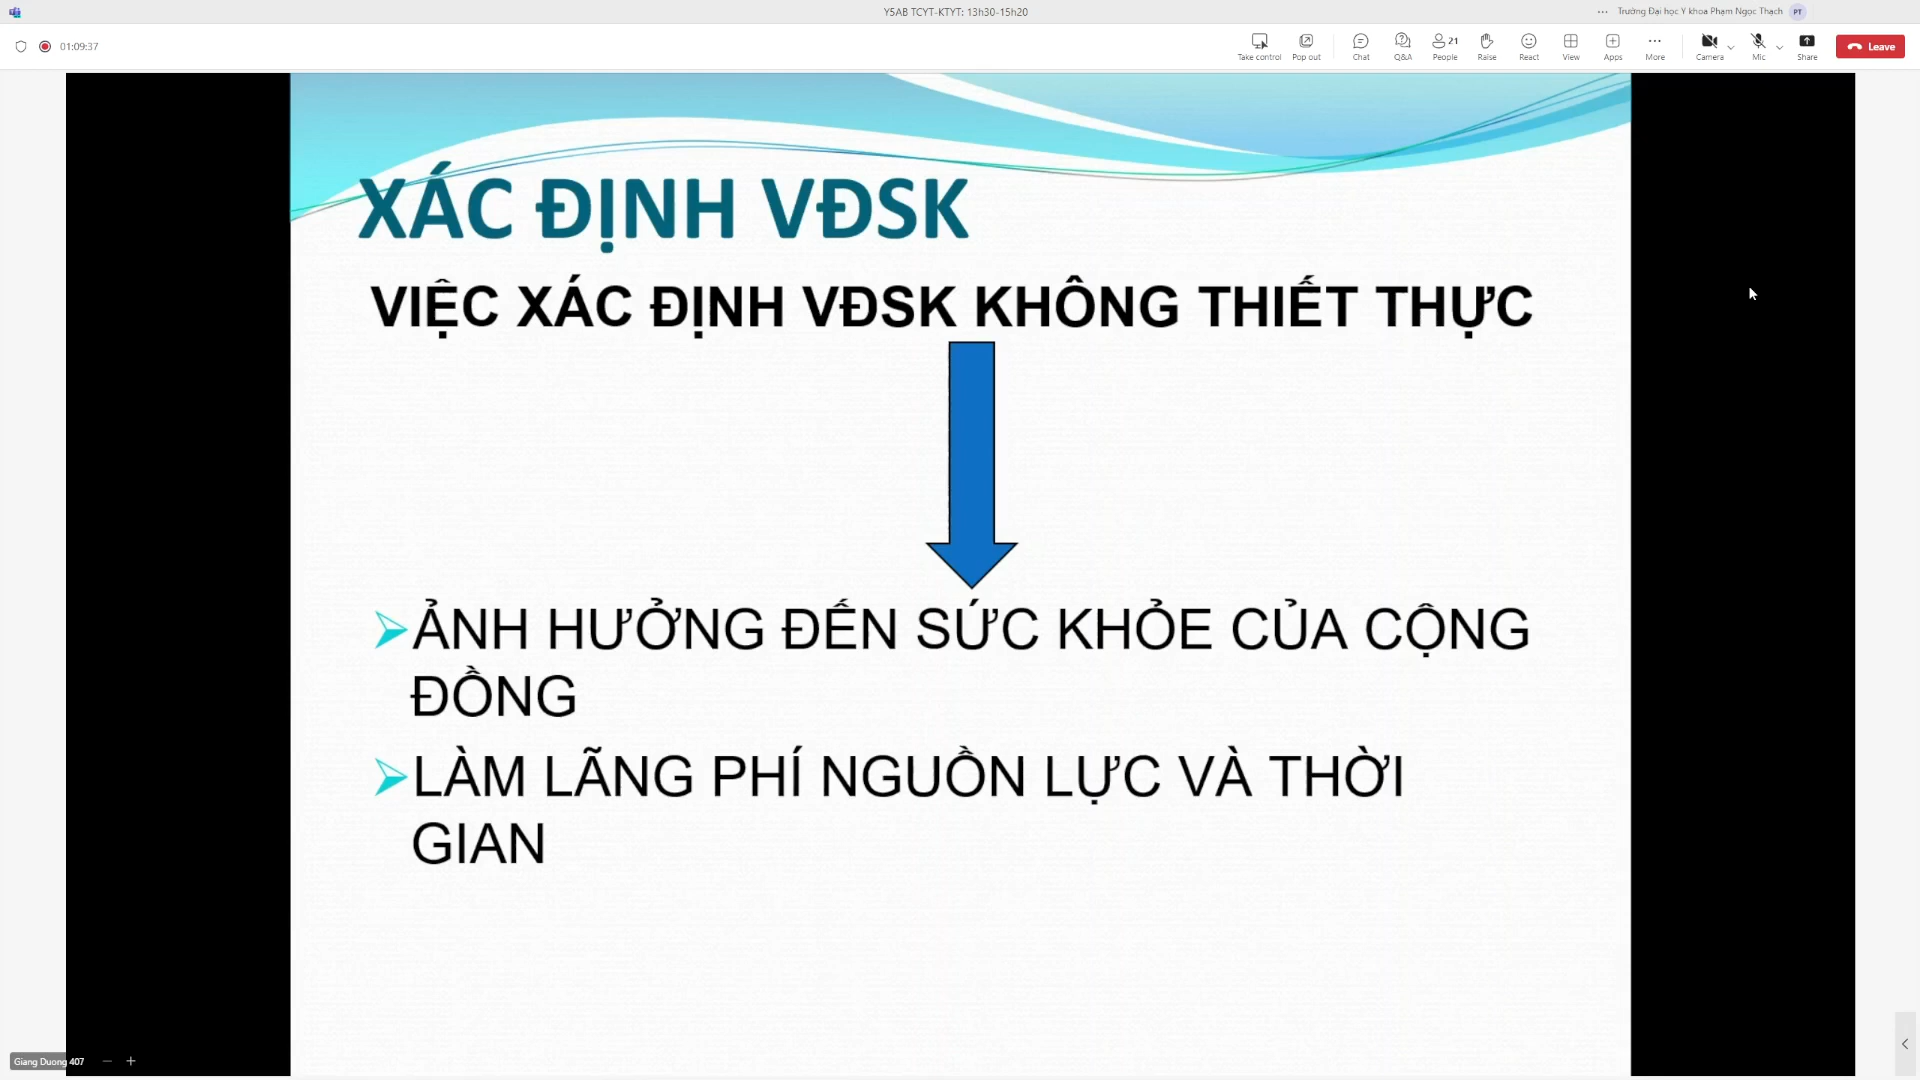 Y5AB TCYT-KTYT: 13h30-15h20
Trường Đại học Y khoa Phạm Ngọc Thạch PT
01:09:37
Take control Pop out Chat Q&A 21 People Raise React View Apps More Camera Mic Share Leave
XÁC ĐỊNH VĐSK
VIỆC XÁC ĐỊNH VĐSK KHÔNG THIẾT THỰC
ẢNH HƯỞNG ĐẾN SỨC KHỎE CỦA CỘNG
ĐỒNG
LÀM LÃNG PHÍ NGUỒN LỰC VÀ THỜI
GIAN
Giang Duong 407